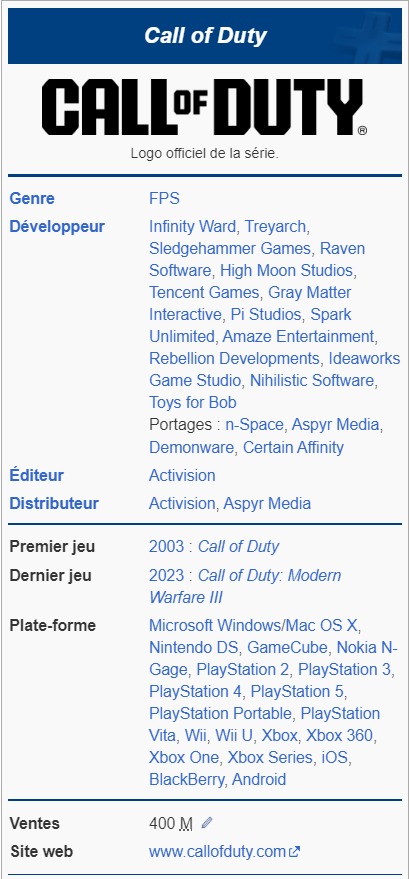 Call of Duty
CALL OF DUTY®
Logo officiel de la série.
Genre FPS
Développeur Infinity Ward, Treyarch,
Sledgehammer Games, Raven
Software, High Moon Studios,
Tencent Games, Gray Matter
Interactive, Pi Studios, Spark
Unlimited, Amaze Entertainment,
Rebellion Developments, Ideaworks
Game Studio, Nihilistic Software,
Toys for Bob
Portages : n-Space, Aspyr Media,
Demonware, Certain Affinity
Éditeur Activision
Distributeur Activision, Aspyr Media
Premier jeu 2003 : Call of Duty
Dernier jeu 2023 : Call of Duty: Modern
Warfare III
Plate-forme Microsoft Windows/Mac OS X,
Nintendo DS, GameCube, Nokia N-
Gage, PlayStation 2, PlayStation 3,
PlayStation 4, PlayStation 5,
PlayStation Portable, PlayStation
Vita, Wii, Wii U, Xbox, Xbox 360,
Xbox One, Xbox Series, iOS,
BlackBerry, Android
Ventes 400 M
Site web www.callofduty.com